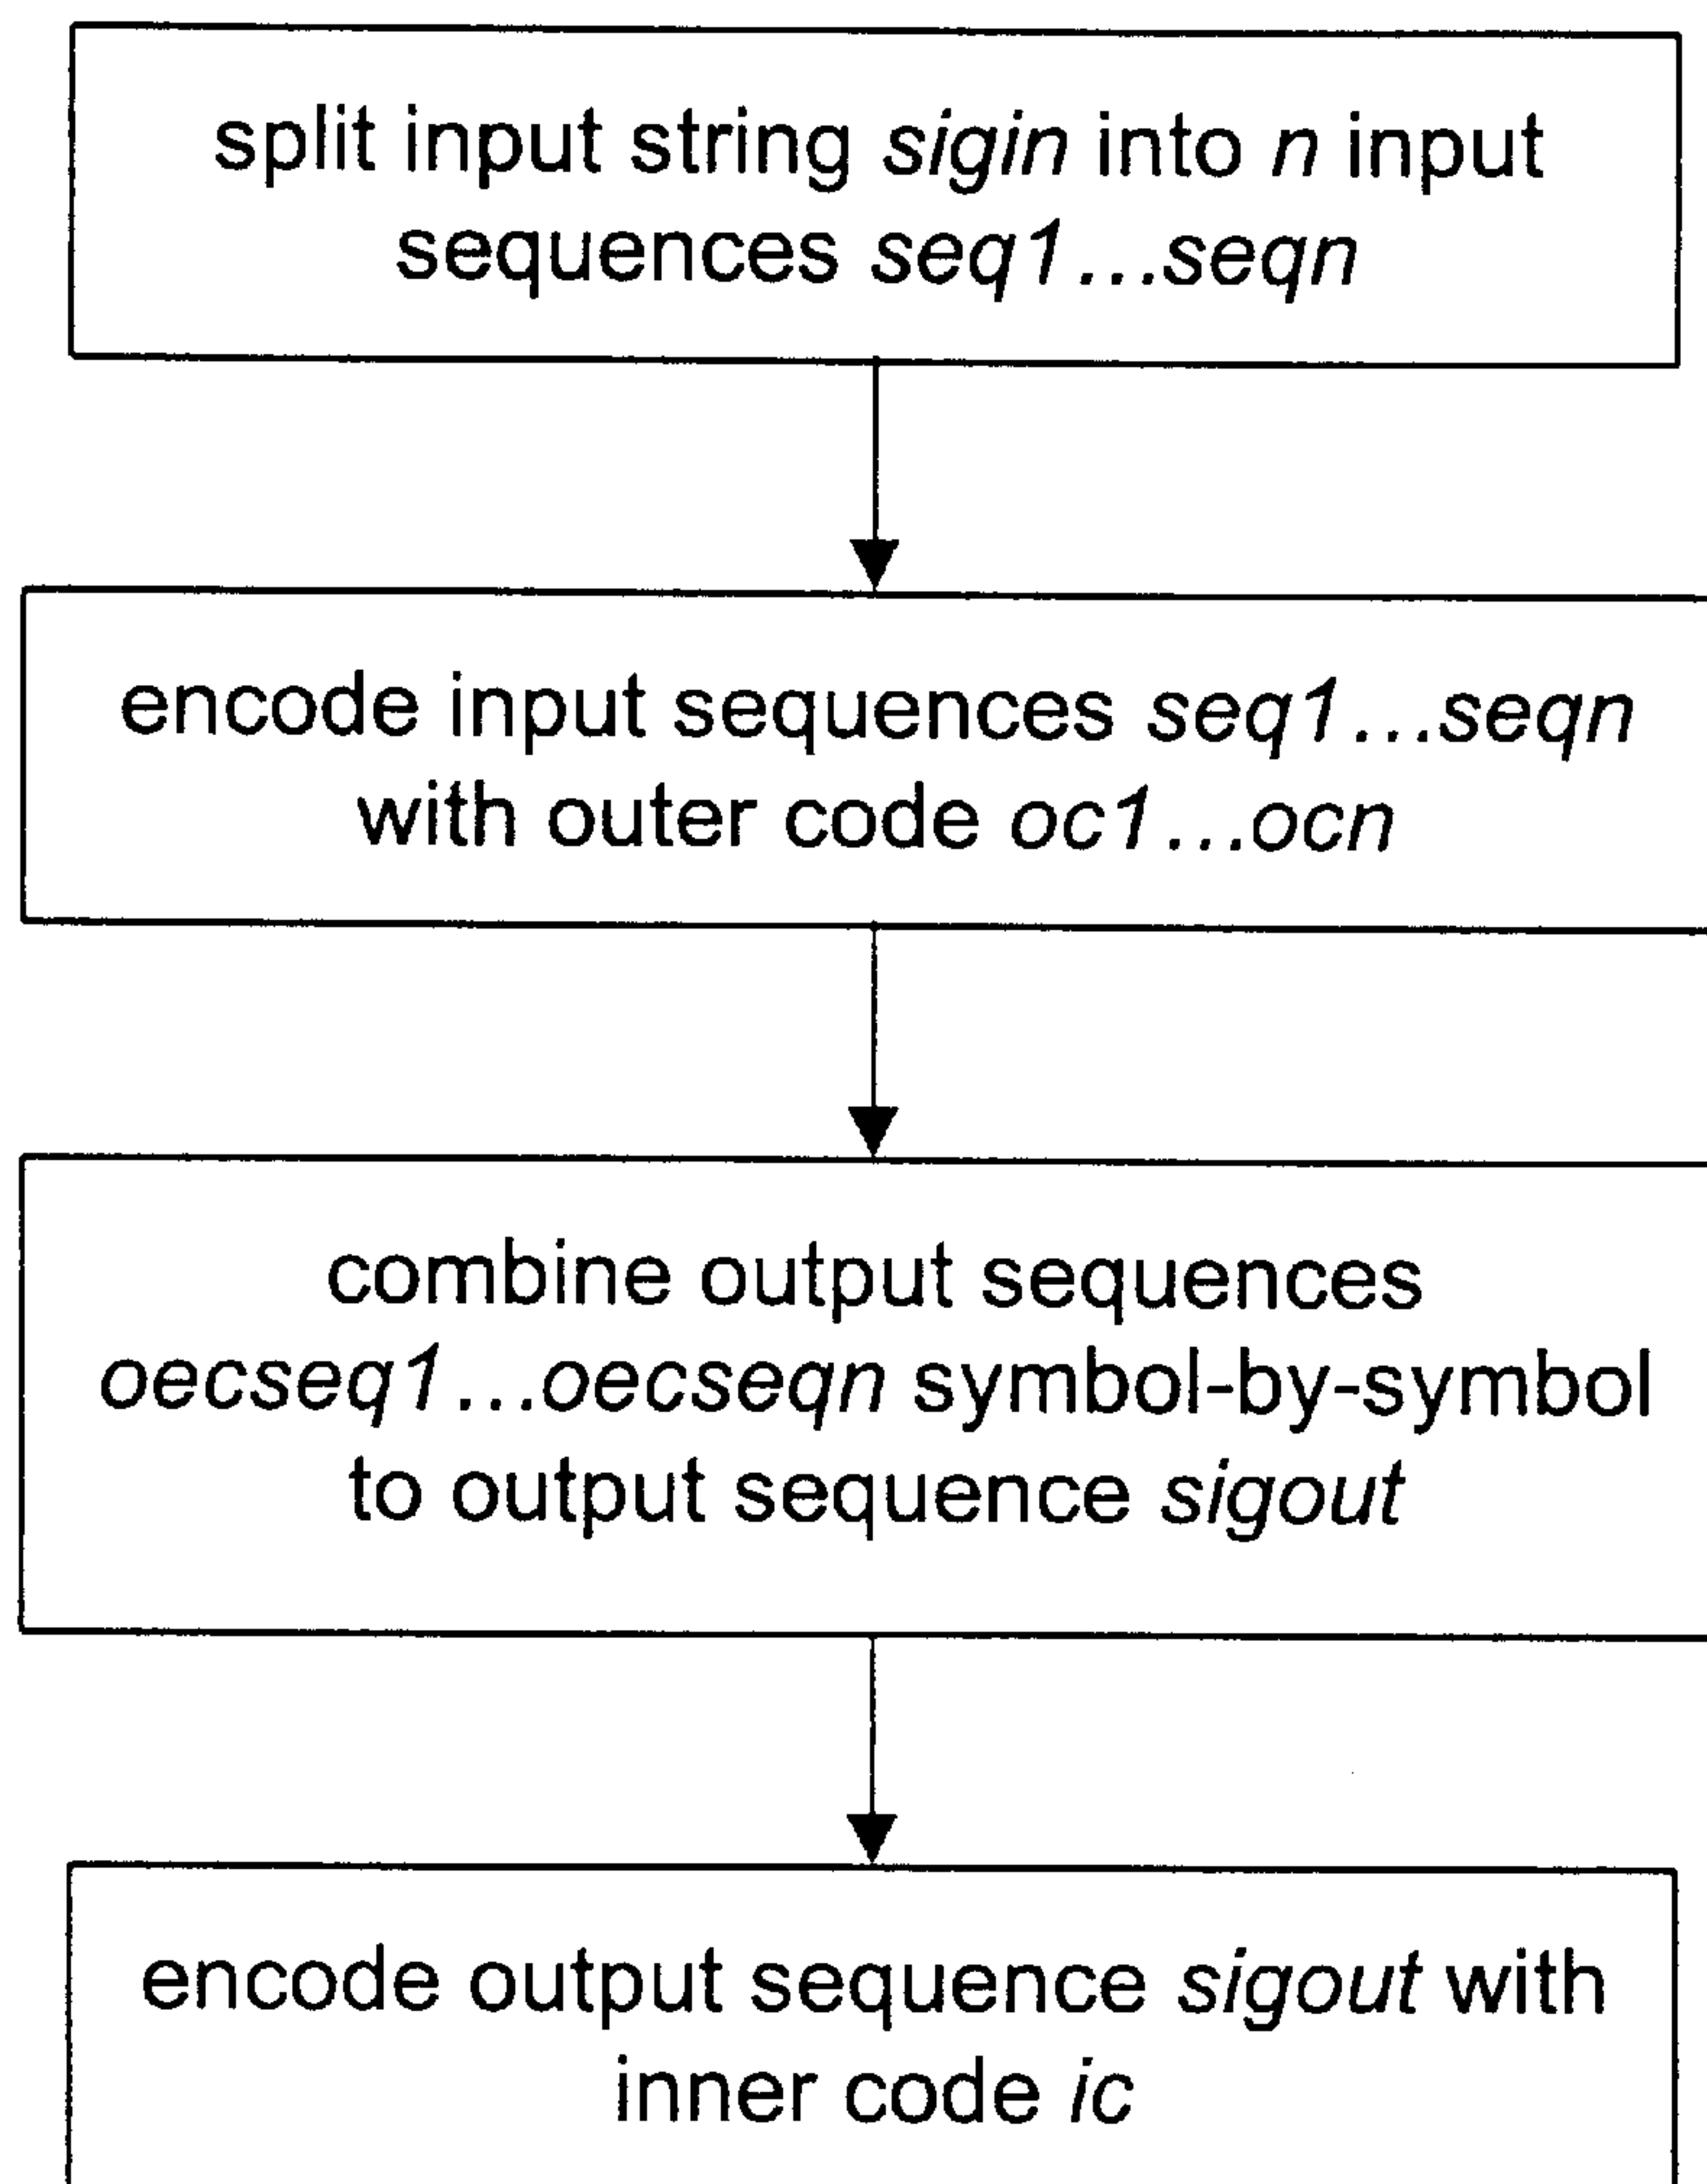 split input string sigin into n input
sequences seq1...seqn
encode input sequences seq1...seqn
with outer code oc1...ocn
combine output sequences
oecseq1...oecseqn symbol-by-symbol
to output sequence sigout
encode output sequence sigout with
inner code ic